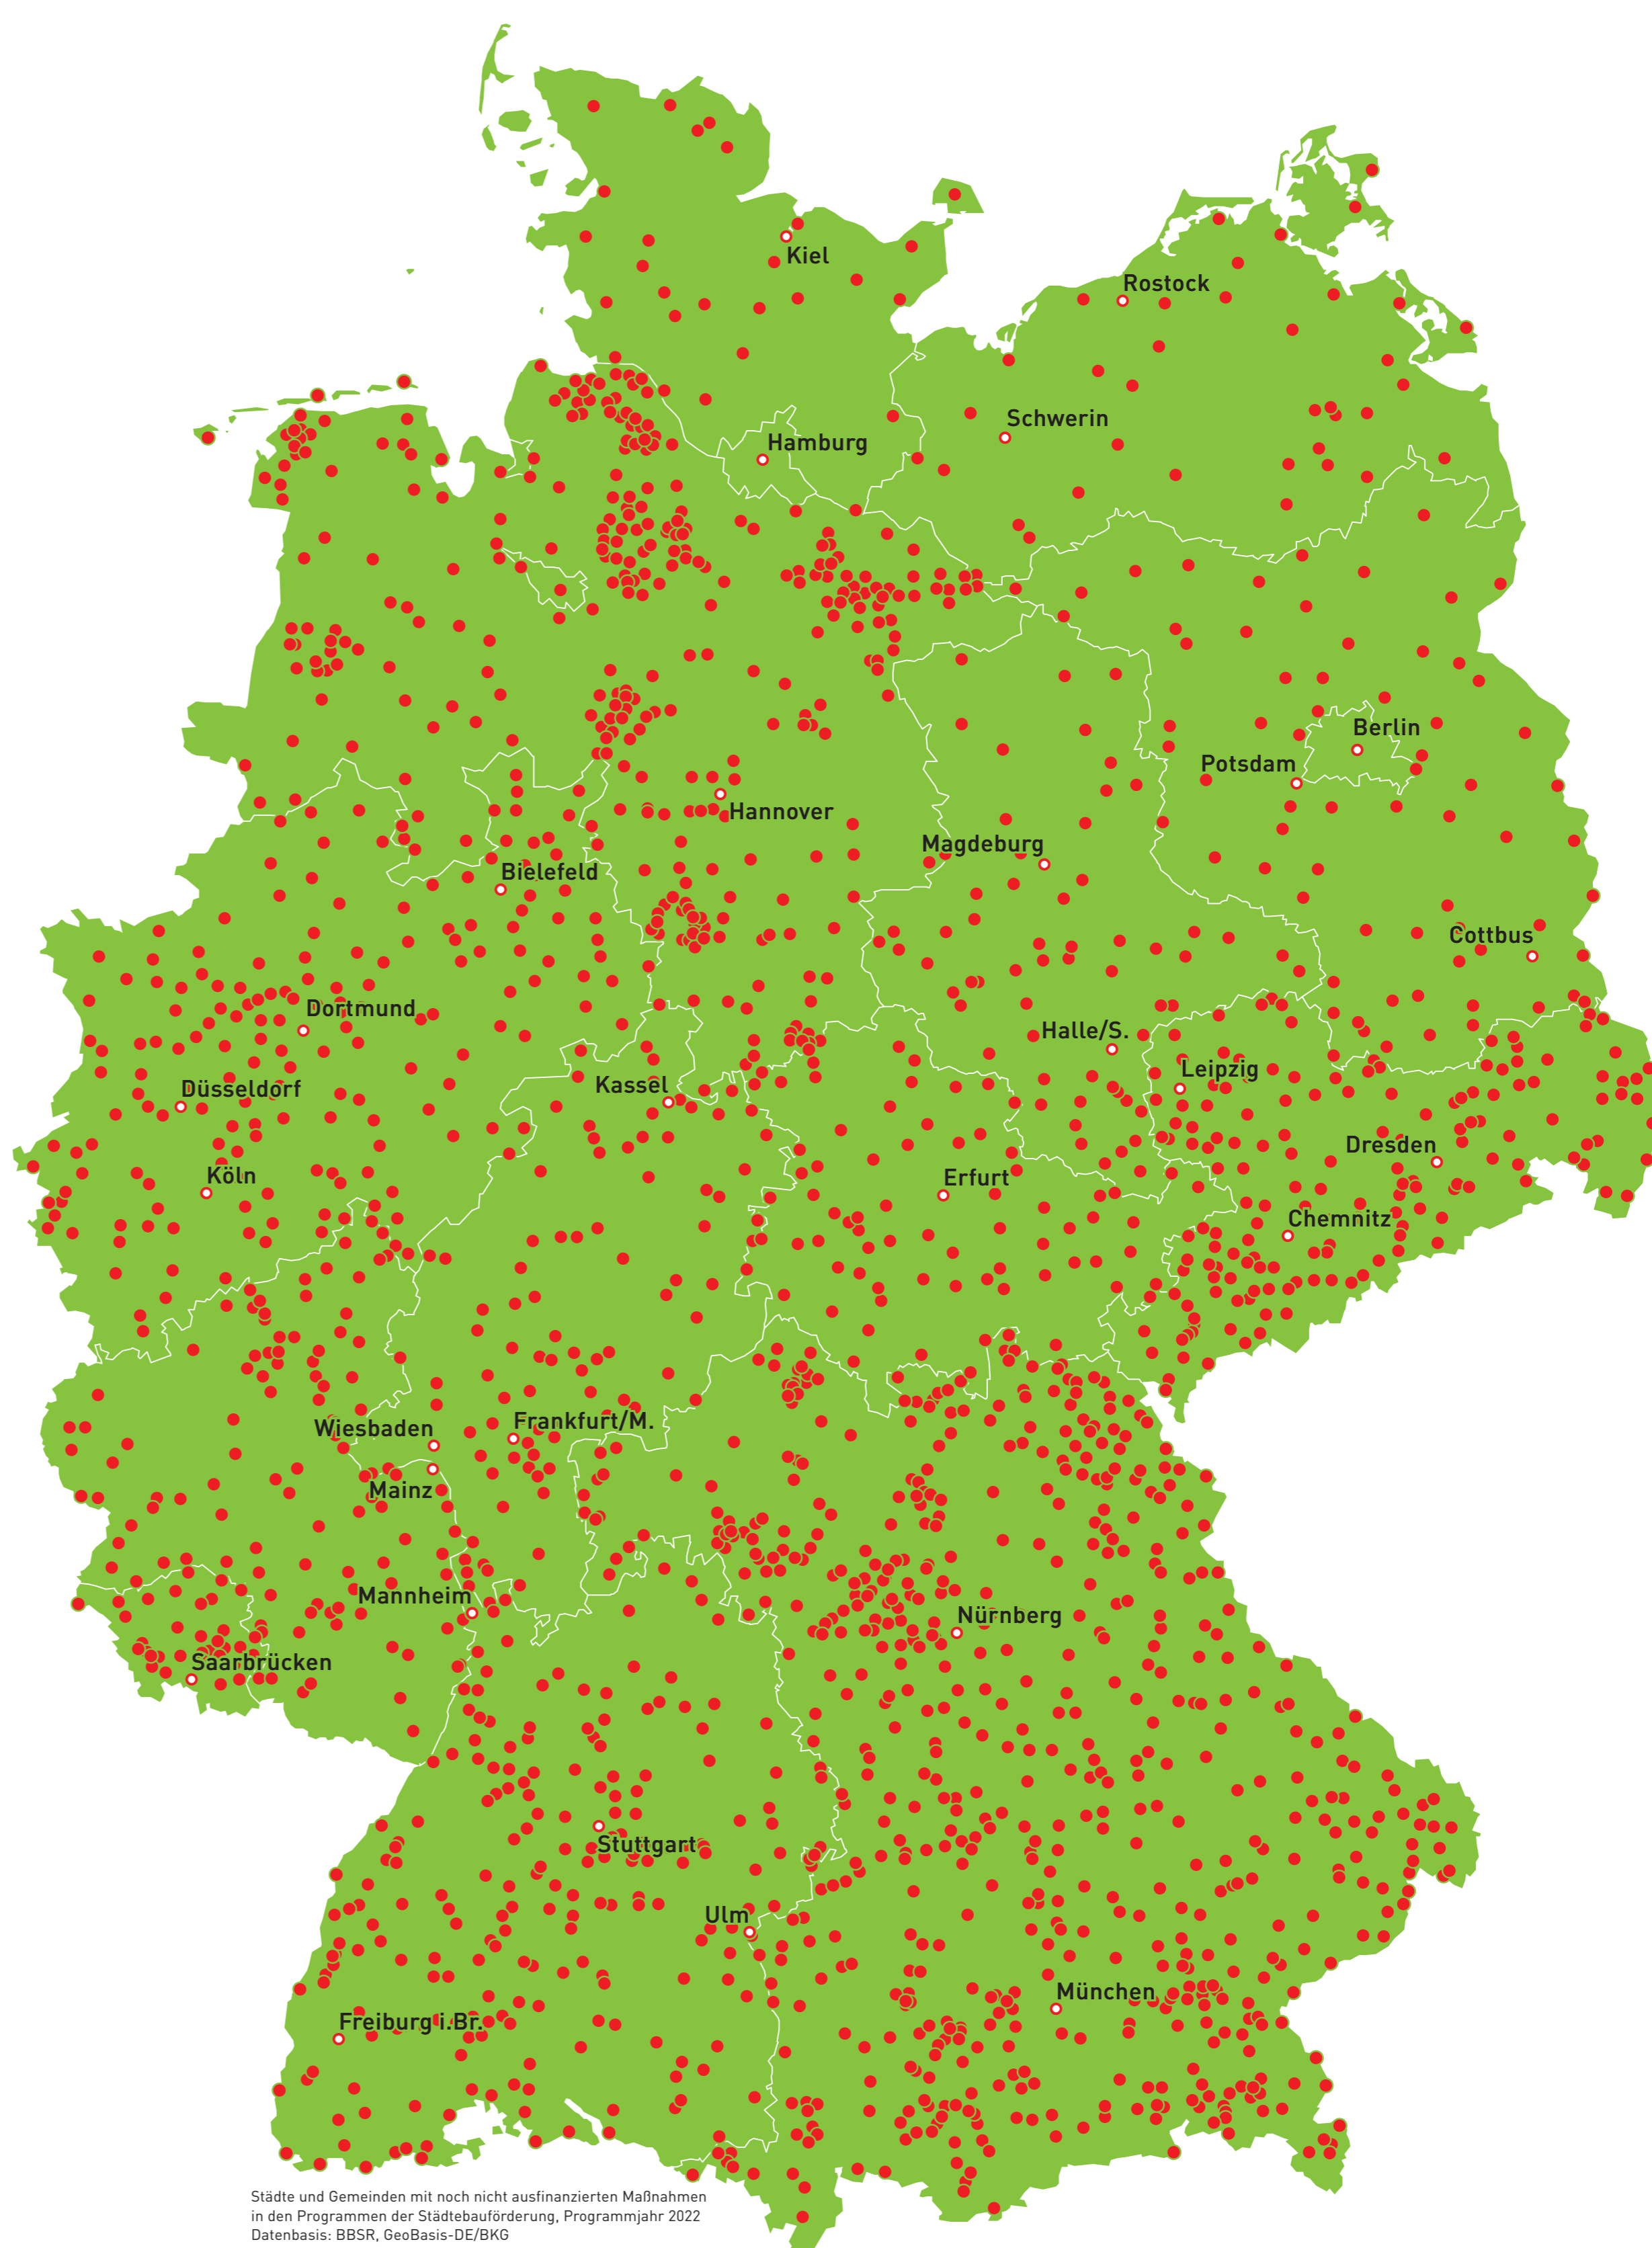 Kiel
Rostock
Schwerin
Hamburg
Berlin
Potsdam
Hannover
Magdeburg
Bielefeld
Cottbus
Dortmund
Halle/S.
Leipzig
Kassel
Düsseldorf
Dresden
Köln
Erfurt
Chemnitz
Wiesbaden
Frankfurt/M.
Mainz
Mannheim
Nürnberg
Saarbrücken
Stuttgart
Ulm
München
Freiburg i.Br.
Städte und Gemeinden mit noch nicht ausfinanzierten Maßnahmen
in den Programmen der Städtebauförderung, Programmjahr 2022
Datenbasis: BBSR, GeoBasis-DE/BKG